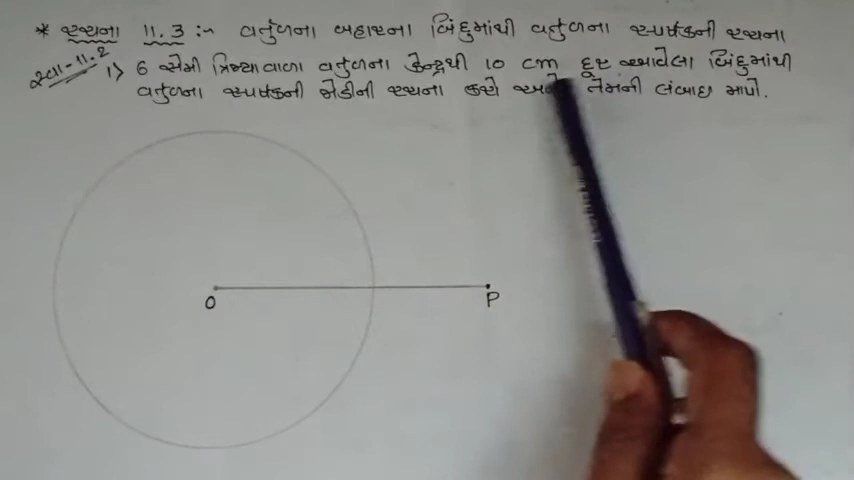 * રચના 11.3 :- વર્તુળના બહારના બિંદુમાંથી વર્તુળના સ્પર્શકની રચના
સ્વા-11.2
1) 6 સેમી ત્રિજ્યાવાળા વર્તુળના કેન્દ્રથી 10 cm દૂર આવેલા બિંદુમાંથી
વર્તુળના સ્પર્શકની જોડીની રચના કરો અને તેમની લંબાઇ માપો.
O
P